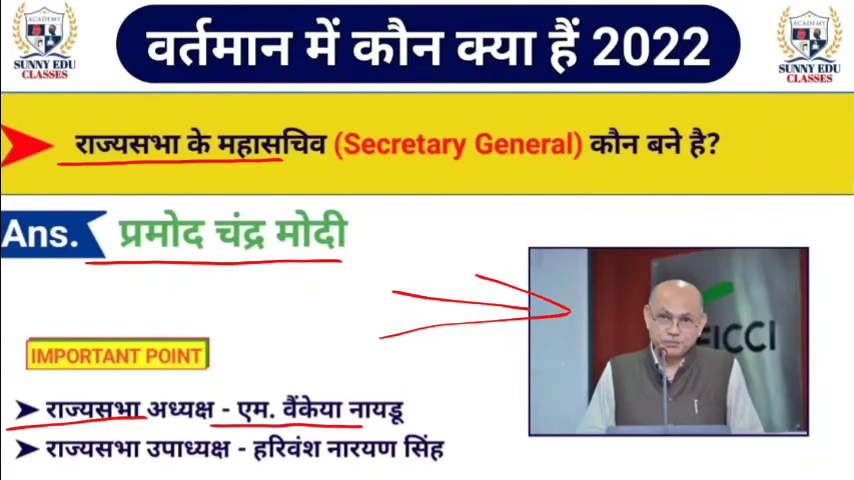 ACADEMY
SUNNY EDU
CLASSES
वर्तमान में कौन क्या हैं 2022
ACADEMY
SUNNY EDU
CLASSES
राज्यसभा के महासचिव (Secretary General) कौन बने है?
Ans. प्रमोद चंद्र मोदी
FICCI
IMPORTANT POINT
➤ राज्यसभा अध्यक्ष - एम. वैंकेया नायडू
➤ राज्यसभा उपाध्यक्ष - हरिवंश नारयण सिंह